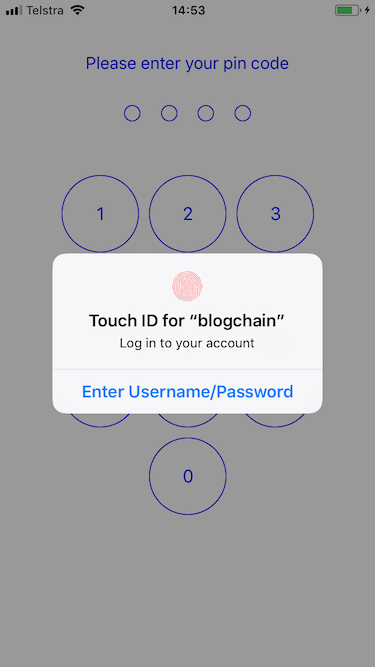 Telstra 14:53
Please enter your pin code
1 2 3
Touch ID for “blogchain”
Log in to your account
Enter Username/Password
0